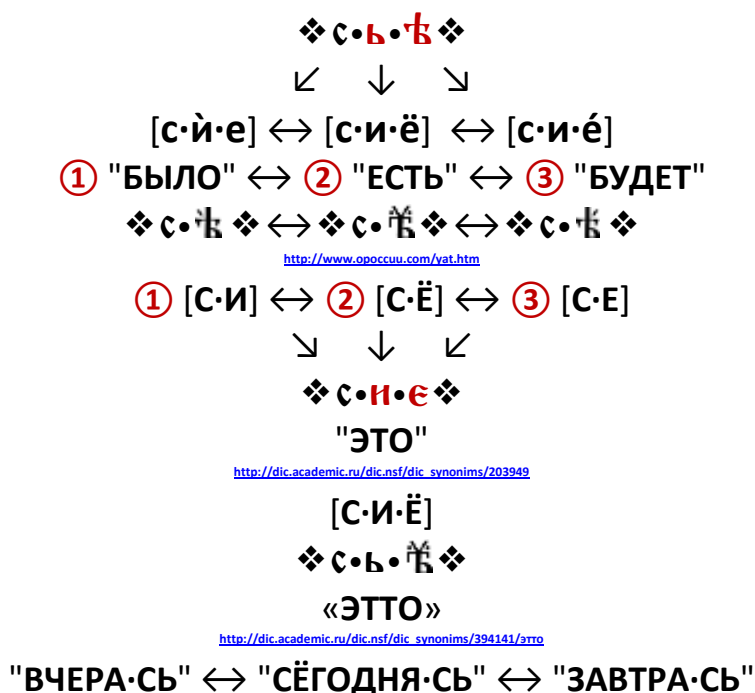 ❖ с•ь•ѣ ❖
↙ ↓ ↘
[с·ѝ·е] ↔ [с·и·ё] ↔ [с·и·é]
① "БЫЛО" ↔ ② "ЕСТЬ" ↔ ③ "БУДЕТ"
❖ с•ѣ ❖ ↔ ❖ с•ѣ̈ ❖ ↔ ❖ с•ѣ ❖
http://www.opoccuu.com/yat.htm
① [С·И] ↔ ② [С·Ё] ↔ ③ [С·Е]
↘ ↓ ↙
❖ с•и•є ❖
"ЭТО"
http://dic.academic.ru/dic.nsf/dic_synonims/203949
[С·И·Ё]
❖ с•ь•ѣ̈ ❖
«ЭТТО»
http://dic.academic.ru/dic.nsf/dic_synonims/394141/этто
"ВЧЕРА·СЬ" ↔ "СЁГОДНЯ·СЬ" ↔ "ЗАВТРА·СЬ"